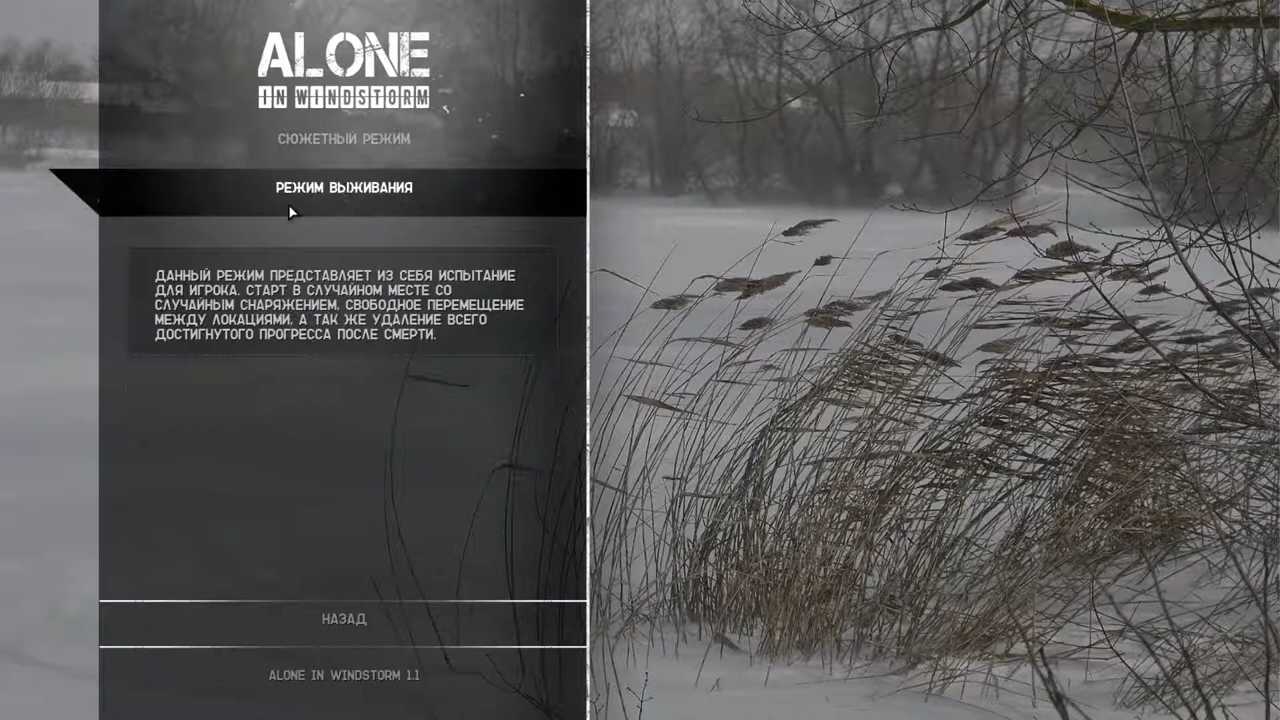 ALONE
IN WINDSTORM
СЮЖЕТНЫЙ РЕЖИМ
РЕЖИМ ВЫЖИВАНИЯ
ДАННЫЙ РЕЖИМ ПРЕДСТАВЛЯЕТ ИЗ СЕБЯ ИСПЫТАНИЕ
ДЛЯ ИГРОКА. СТАРТ В СЛУЧАЙНОМ МЕСТЕ СО
СЛУЧАЙНЫМ СНАРЯЖЕНИЕМ, СВОБОДНОЕ ПЕРЕМЕЩЕНИЕ
МЕЖДУ ЛОКАЦИЯМИ, А ТАК ЖЕ УДАЛЕНИЕ ВСЕГО
ДОСТИГНУТОГО ПРОГРЕССА ПОСЛЕ СМЕРТИ.
НАЗАД
ALONE IN WINDSTORM 1.1